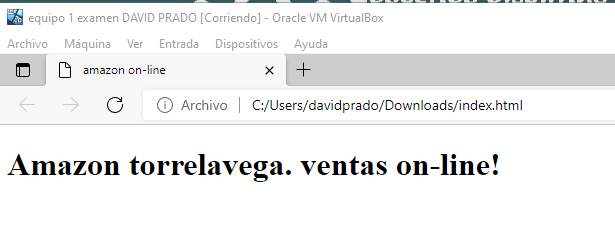 equipo 1 examen DAVID PRADO [Corriendo] - Oracle VM VirtualBox
Archivo Máquina Ver Entrada Dispositivos Ayuda
amazon on-line
Archivo C:/Users/davidprado/Downloads/index.html
Amazon torrelavega. ventas on-line!